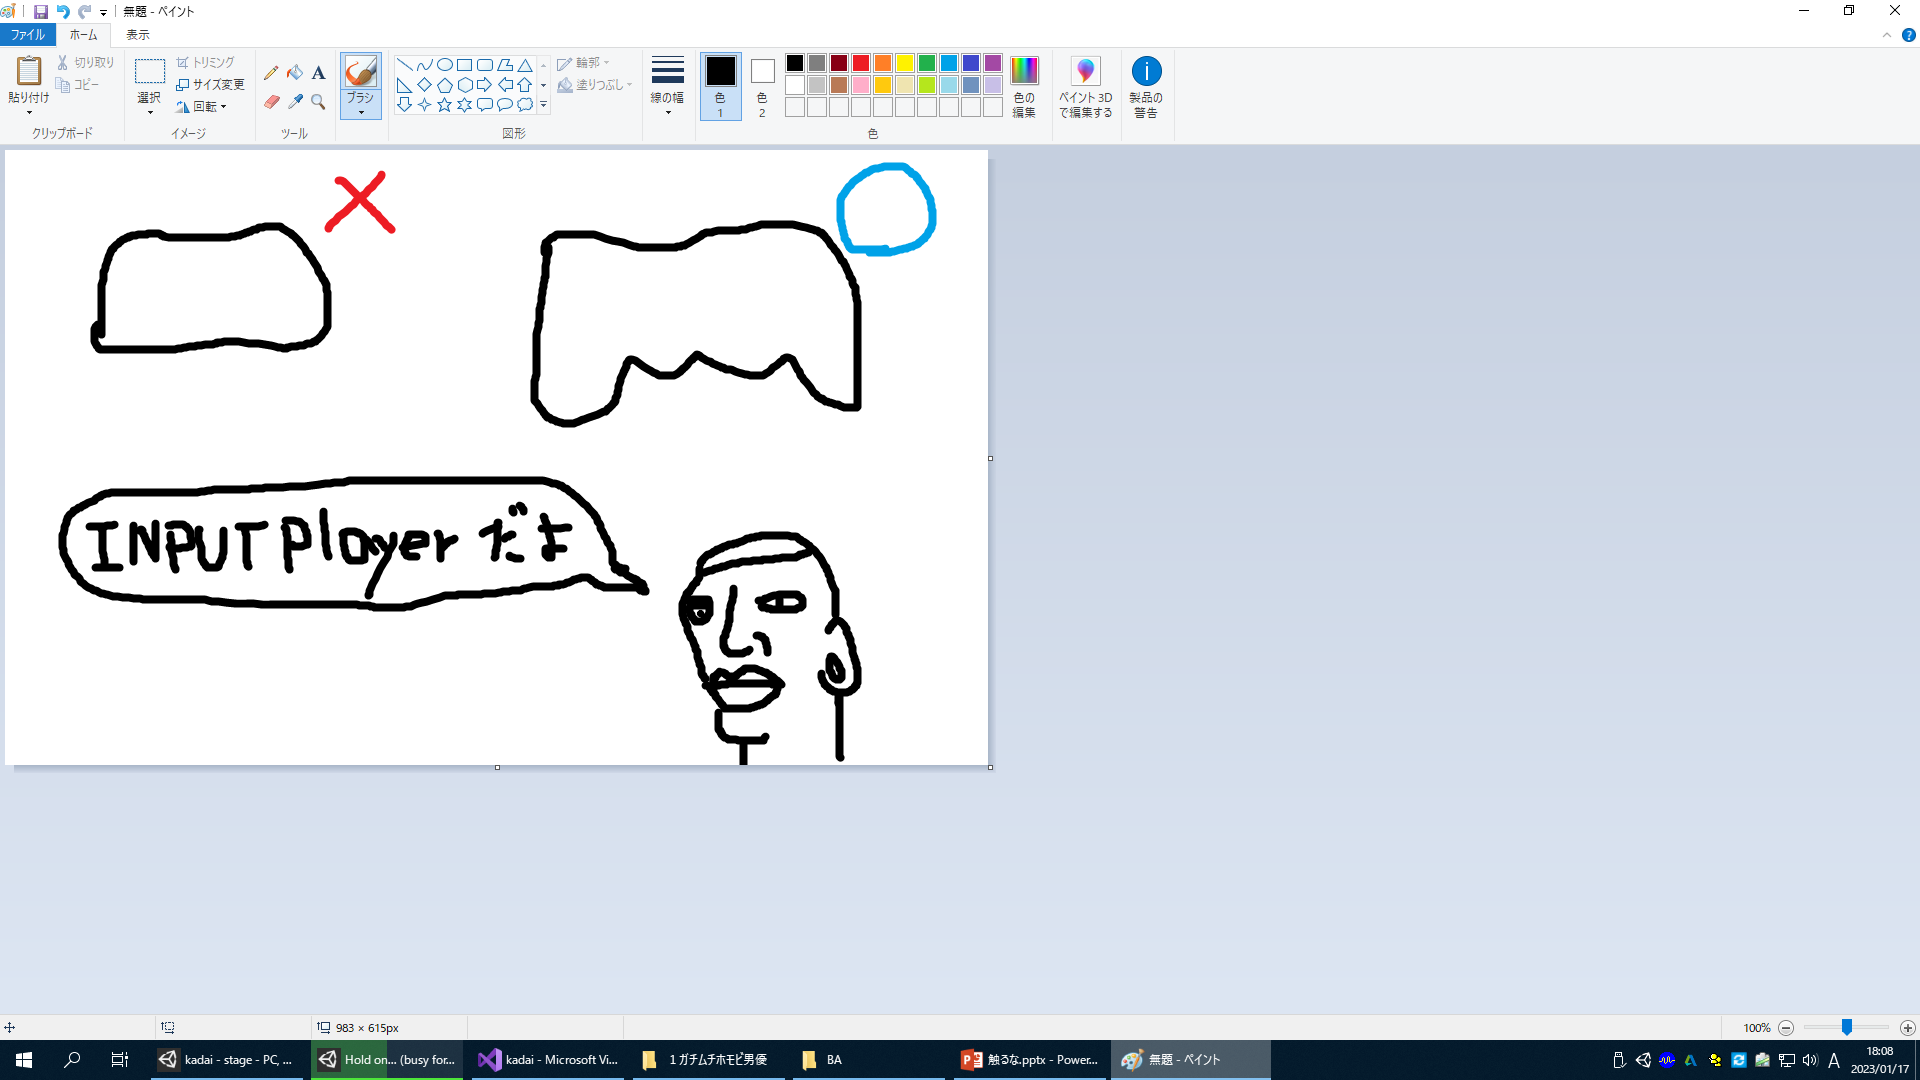 無題 - ペイント
ファイル ホーム 表示
貼り付け 切り取り コピー
クリップボード
選択 トリミング サイズ変更 回転
イメージ
A
ツール
ブラシ
図形
輪郭
塗りつぶし
線の幅
色 1
色 2
色の編集
色
ペイント 3D で編集する
製品の警告
INPUT Player だよ
983 × 615px
100%
kadai - stage - PC, ...
Hold on... (busy for...
kadai - Microsoft Vi...
1 ガチムチホモビ男優
BA
触るな.pptx - Power...
無題 - ペイント
A
18:08
2023/01/17